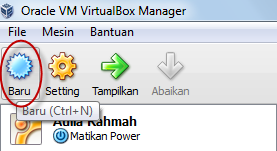 Oracle VM VirtualBox Manager
File Mesin Bantuan
Baru Setting Tampilkan Abaikan
Baru (Ctrl+N)
Aulia Rahmah
Matikan Power